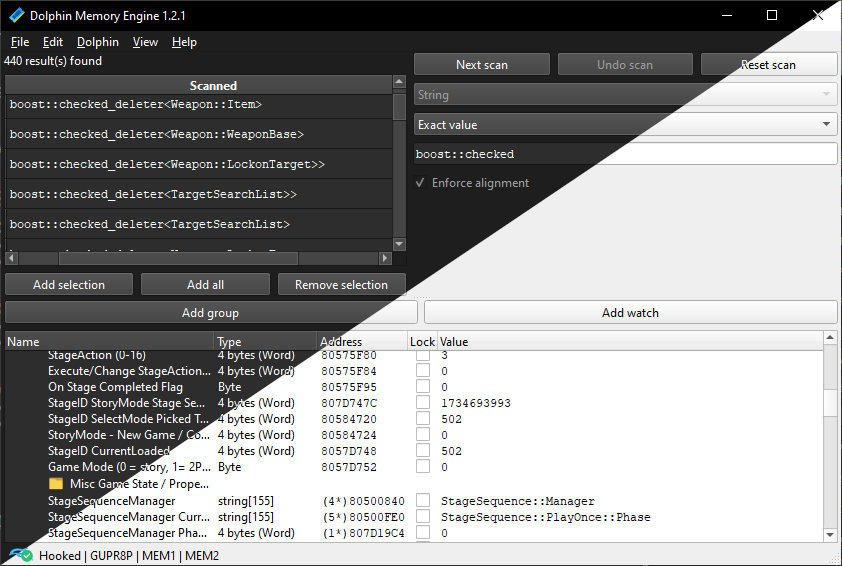 Dolphin Memory Engine 1.2.1
File Edit Dolphin View Help
440 result(s) found
Next scan Undo scan Reset scan
Scanned
String
boost::checked_deleter<Weapon::Item>
Exact value
boost::checked_deleter<Weapon::WeaponBase>
boost::checked
boost::checked_deleter<Weapon::LockonTarget>>
Enforce alignment
boost::checked_deleter<TargetSearchList>>
boost::checked_deleter<TargetSearchList>
Add selection Add all Remove selection
Add group Add watch
Name Type Address Lock Value
StageAction (0-16) 4 bytes (Word) 80575F80 3
Execute/Change StageAction... 4 bytes (Word) 80575F84 0
On Stage Completed Flag Byte 80575F95 0
StageID StoryMode Stage Se... 4 bytes (Word) 807D747C 1734693993
StageID SelectMode Picked T... 4 bytes (Word) 80584720 502
StoryMode - New Game / Co... 4 bytes (Word) 80584724 0
StageID CurrentLoaded 4 bytes (Word) 8057D748 502
Game Mode (0 = story, 1= 2P... Byte 8057D752 0
Misc Game State / Prope...
StageSequenceManager string[155] (4*)80500840 StageSequence::Manager
StageSequenceManager Curr... string[155] (5*)80500FE0 StageSequence::PlayOnce::Phase
StageSequenceManager Pha... 4 bytes (Word) (1*)807D19C4 0
Hooked | GUPR8P | MEM1 | MEM2